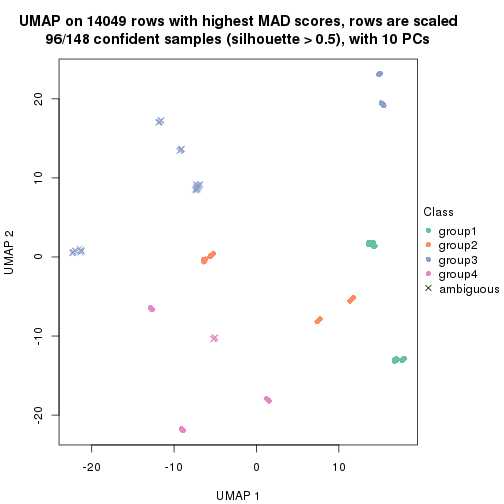 UMAP on 14049 rows with highest MAD scores, rows are scaled
96/148 confident samples (silhouette > 0.5), with 10 PCs
20
10
0
-10
-20
UMAP 2
-20
-10
0
10
UMAP 1
Class
group1
group2
group3
group4
ambiguous